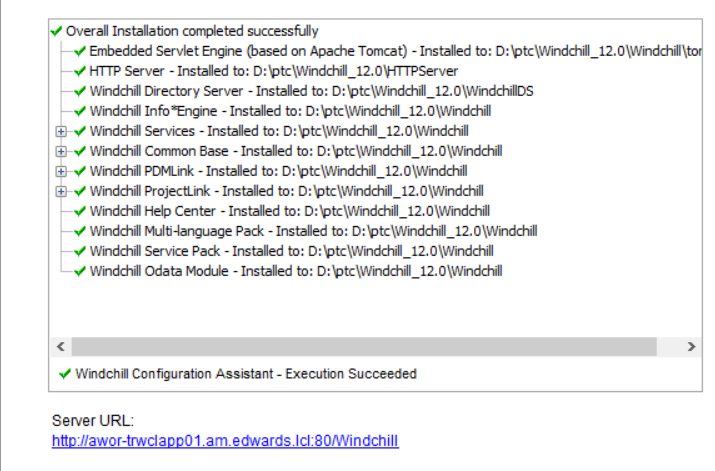 Overall Installation completed successfully
Embedded Servlet Engine (based on Apache Tomcat) - Installed to: D:\ptc\Windchill_12.0\Windchill\tor
HTTP Server - Installed to: D:\ptc\Windchill_12.0\HTTPServer
Windchill Directory Server - Installed to: D:\ptc\Windchill_12.0\WindchillDS
Windchill Info*Engine - Installed to: D:\ptc\Windchill_12.0\Windchill
Windchill Services - Installed to: D:\ptc\Windchill_12.0\Windchill
Windchill Common Base - Installed to: D:\ptc\Windchill_12.0\Windchill
Windchill PDMLink - Installed to: D:\ptc\Windchill_12.0\Windchill
Windchill ProjectLink - Installed to: D:\ptc\Windchill_12.0\Windchill
Windchill Help Center - Installed to: D:\ptc\Windchill_12.0\Windchill
Windchill Multi-language Pack - Installed to: D:\ptc\Windchill_12.0\Windchill
Windchill Service Pack - Installed to: D:\ptc\Windchill_12.0\Windchill
Windchill Odata Module - Installed to: D:\ptc\Windchill_12.0\Windchill
Windchill Configuration Assistant - Execution Succeeded
Server URL:
http://awor-trwclapp01.am.edwards.lcl:80/Windchill